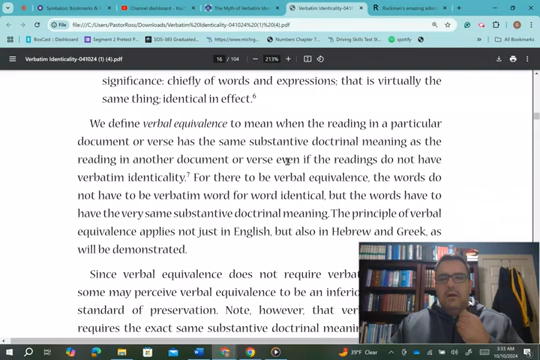 Symbaloo Bookmarks & T
Channel dashboard - YouTu
The Myth of Verbatim Ident
Verbatim Identicality-041024 (
Ruckman's amazing admis
File
C:/Users/PastorRoss/Downloads/Verbatim%20Identicality-041024%20(1)%20(4).pdf
BoxCast :: Dashboard
Segment 2 Pretest P...
SDS-383 Graduated...
https://www.michig...
Numbers Chapter 7...
Driving Skills Test St...
spotify
All Bookmarks
Verbatim Identicality-041024 (1) (4).pdf
16 / 104
213%
significance: chiefly of words and expressions; that is virtually the
same thing; identical in effect.6
We define verbal equivalence to mean when the reading in a particular
document or verse has the same substantive doctrinal meaning as the
reading in another document or verse even if the readings do not have
verbatim identicality.7 For there to be verbal equivalence, the words do
not have to be verbatim word for word identical, but the words have to
have the very same substantive doctrinal meaning. The principle of verbal
equivalence applies not just in English, but also in Hebrew and Greek, as
will be demonstrated.
Since verbal equivalence does not require verbat
some may perceive verbal equivalence to be an inferio
standard of preservation. Note, however, that ver
requires the exact same substantive doctrinal meanin
39°F Clear
3:33 AM
10/10/2024